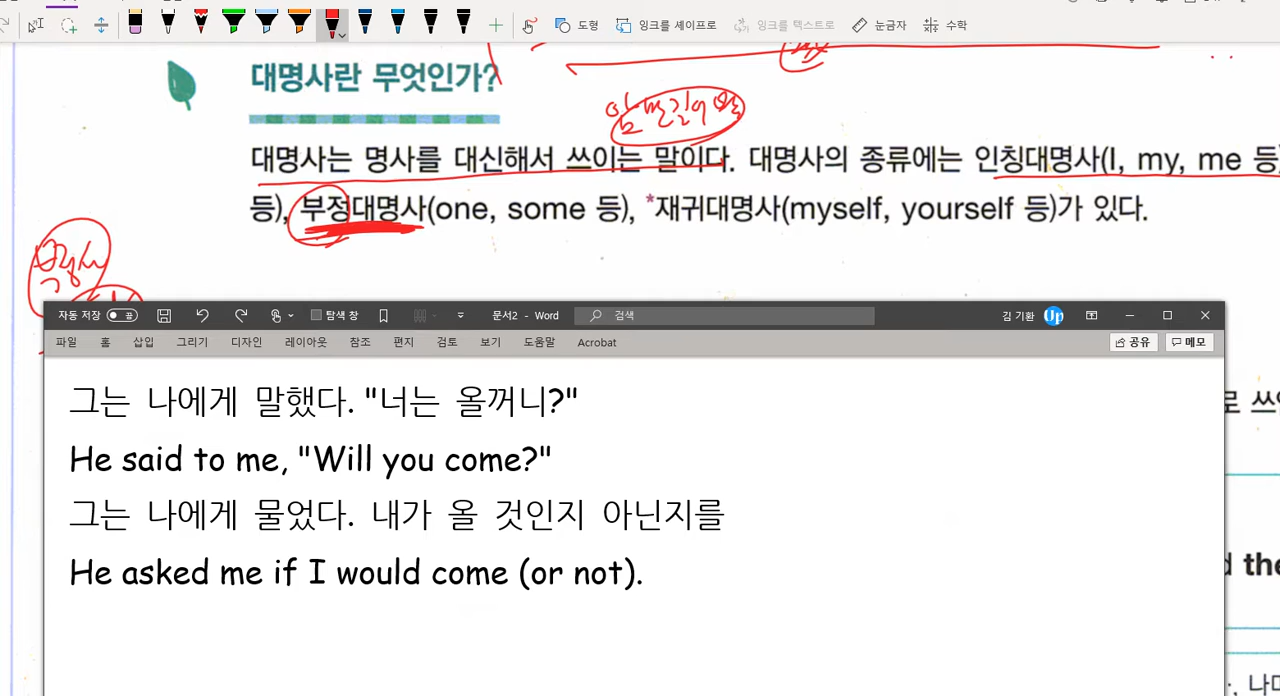 도형 잉크를 셰이프로 잉크를 텍스트로 눈금자 수학
대명사란 무엇인가?
대명사는 명사를 대신해서 쓰이는 말이다. 대명사의 종류에는 인칭대명사(I, my, me 등
등), 부정대명사(one, some 등), *재귀대명사(myself, yourself 등)가 있다.
자동 저장 끔 탐색 창 문서2 - Word 검색 김 기환 Up
파일 홈 삽입 그리기 디자인 레이아웃 참조 편지 검토 보기 도움말 Acrobat 공유 메모
그는 나에게 말했다. "너는 올꺼니?"
He said to me, "Will you come?"
그는 나에게 물었다. 내가 올 것인지 아닌지를
He asked me if I would come (or not).